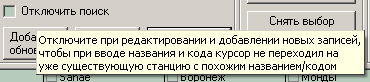 Отключить поиск
Снять выбор
Отключите при редактировании и добавлении новых записей,
чтобы при вводе названия и кода курсор не переходил на
уже существующую станцию с похожим названием/кодом
Воронеж